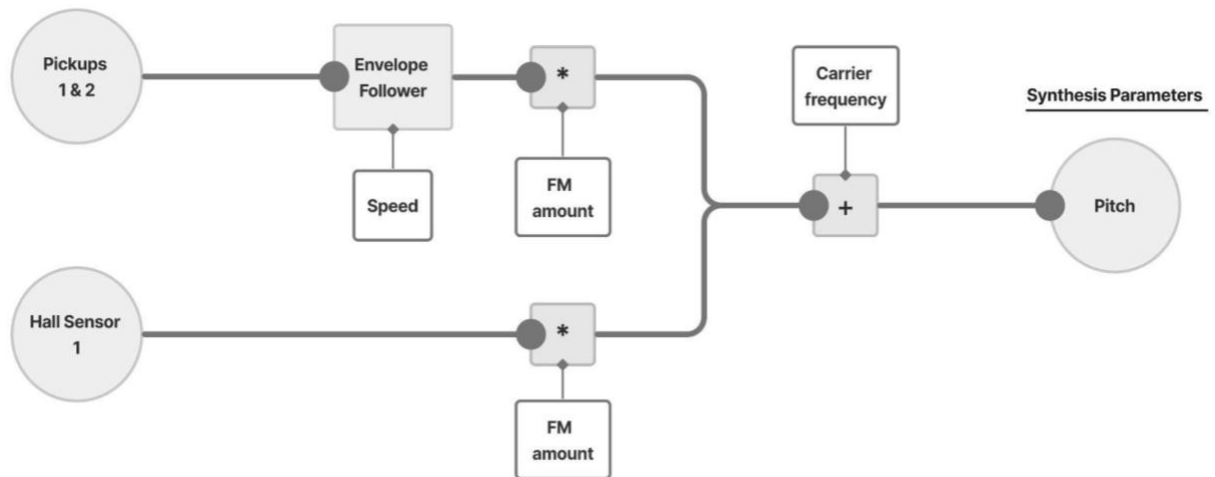 Pickups
1 & 2
Envelope
Follower
*
Carrier
frequency
Synthesis Parameters
Speed
FM
amount
+
Pitch
Hall Sensor
1
*
FM
amount